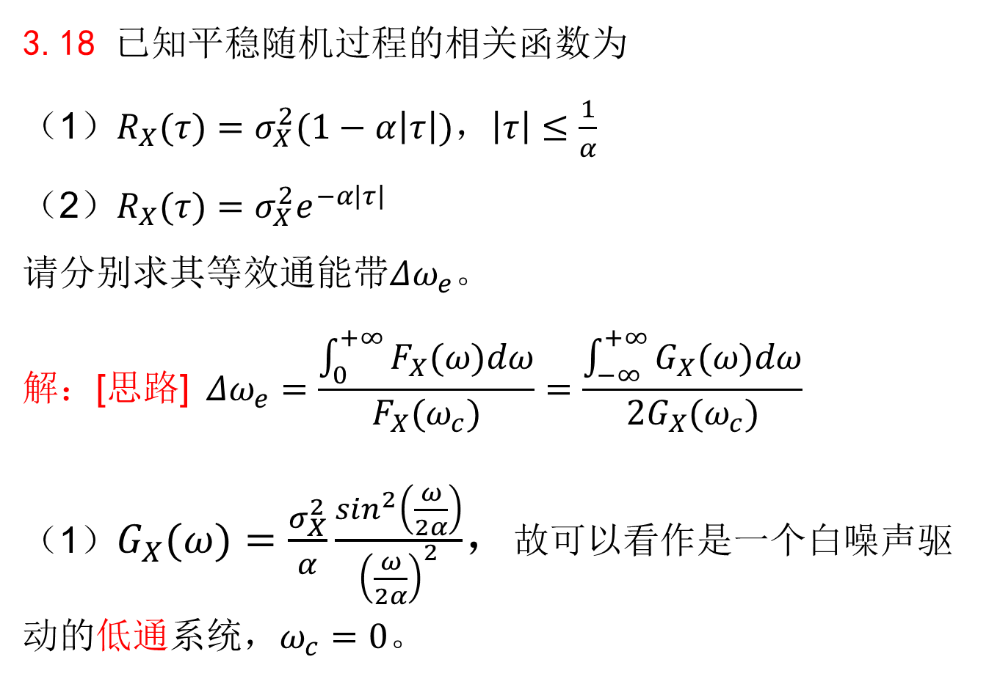 3.18 已知平稳随机过程的相关函数为
（1）$R_X(\tau) = \sigma_X^2(1 - \alpha|\tau|)$，$|\tau| \leq \frac{1}{\alpha}$
（2）$R_X(\tau) = \sigma_X^2 e^{-\alpha|\tau|}$
请分别求其等效通能带$\Delta\omega_e$。
解：[思路] $\Delta\omega_e = \frac{\int_0^{+\infty} F_X(\omega)d\omega}{F_X(\omega_c)} = \frac{\int_{-\infty}^{+\infty} G_X(\omega)d\omega}{2G_X(\omega_c)}$
（1）$G_X(\omega) = \frac{\sigma_X^2}{\alpha} \frac{sin^2\left(\frac{\omega}{2\alpha}\right)}{\left(\frac{\omega}{2\alpha}\right)^2}$， 故可以看作是一个白噪声驱
动的低通系统，$\omega_c = 0$。